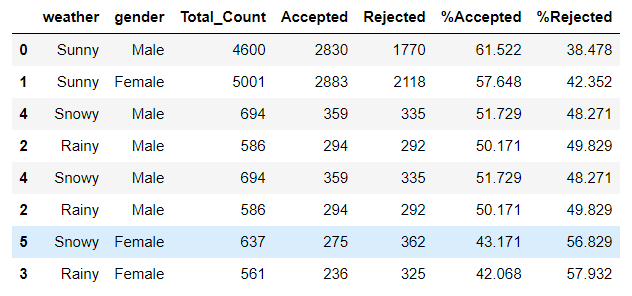 weather gender Total_Count Accepted Rejected %Accepted %Rejected
0 Sunny Male 4600 2830 1770 61.522 38.478
1 Sunny Female 5001 2883 2118 57.648 42.352
4 Snowy Male 694 359 335 51.729 48.271
2 Rainy Male 586 294 292 50.171 49.829
4 Snowy Male 694 359 335 51.729 48.271
2 Rainy Male 586 294 292 50.171 49.829
5 Snowy Female 637 275 362 43.171 56.829
3 Rainy Female 561 236 325 42.068 57.932